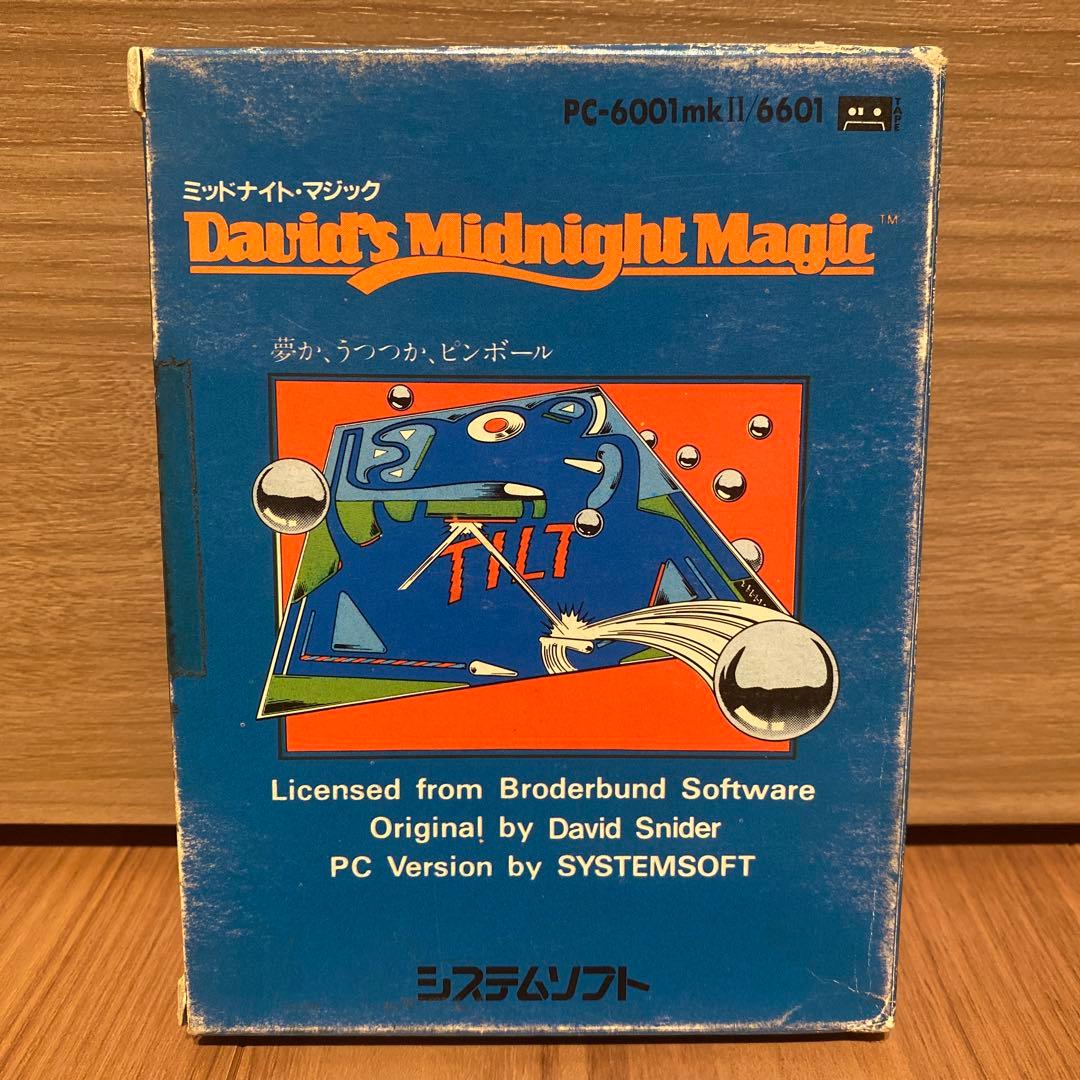 PC-6001mkII/6601
TAPE
ミッドナイト・マジック
David's Midnight Magic™
夢か、うつつか、ピンボール
TILT
Licensed from Broderbund Software
Original by David Snider
PC Version by SYSTEMSOFT
システムソフト